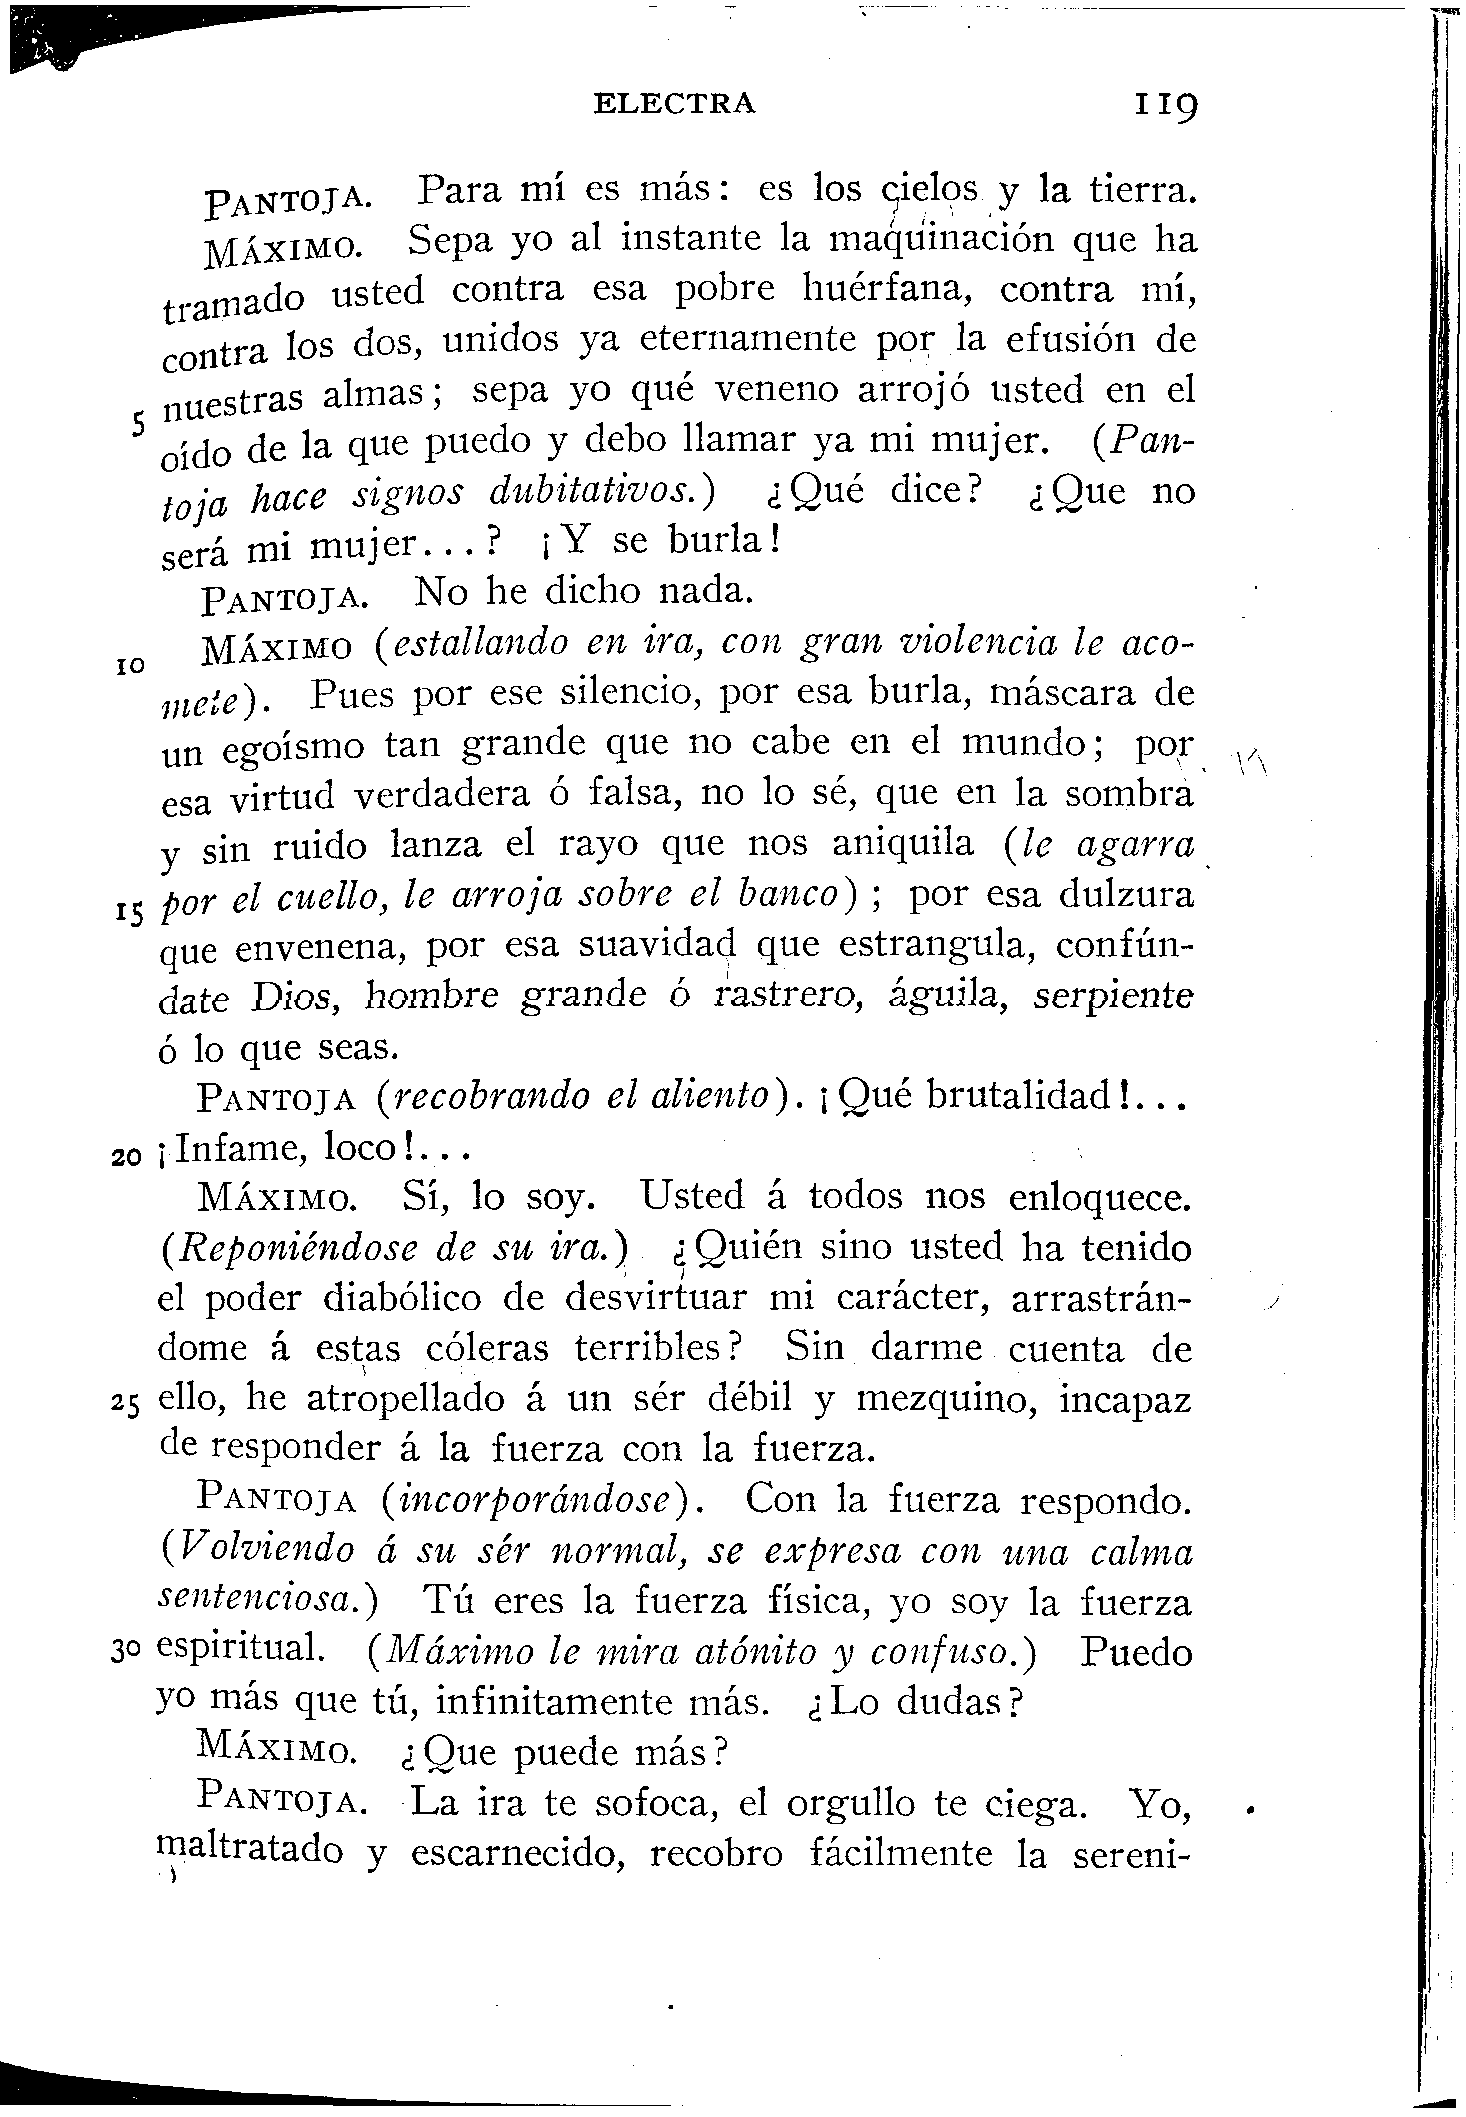 ELECTRA 119
PANTOJA. Para mí es más: es los cielos y la tierra.
MÁXIMO. Sepa yo al instante la maquinación que ha
tramado usted contra esa pobre huérfana, contra mí,
contra los dos, unidos ya eternamente por la efusión de
5 nuestras almas; sepa yo qué veneno arrojó usted en el
oído de la que puedo y debo llamar ya mi mujer. (Pan-
toja hace signos dubitativos.) ¿Qué dice? ¿Que no
será mi mujer...? ¡Y se burla!
PANTOJA. No he dicho nada.
10 MÁXIMO (estallando en ira, con gran violencia le aco-
mete). Pues por ese silencio, por esa burla, máscara de
un egoísmo tan grande que no cabe en el mundo; por
esa virtud verdadera ó falsa, no lo sé, que en la sombra
y sin ruido lanza el rayo que nos aniquila (le agarra
15 por el cuello, le arroja sobre el banco); por esa dulzura
que envenena, por esa suavidad que estrangula, confún-
date Dios, hombre grande ó rastrero, águila, serpiente
ó lo que seas.
PANTOJA (recobrando el aliento). ¡Qué brutalidad!...
20 ¡Infame, loco!...
MÁXIMO. Sí, lo soy. Usted á todos nos enloquece.
(Reponiéndose de su ira.) ¿Quién sino usted ha tenido
el poder diabólico de desvirtuar mi carácter, arrastrán-
dome á estas cóleras terribles? Sin darme cuenta de
25 ello, he atropellado á un sér débil y mezquino, incapaz
de responder á la fuerza con la fuerza.
PANTOJA (incorporándose). Con la fuerza respondo.
(Volviendo á su sér normal, se expresa con una calma
sentenciosa.) Tú eres la fuerza física, yo soy la fuerza
30 espiritual. (Máximo le mira atónito y confuso.) Puedo
yo más que tú, infinitamente más. ¿Lo dudas?
MÁXIMO. ¿Que puede más?
PANTOJA. La ira te sofoca, el orgullo te ciega. Yo,
maltratado y escarnecido, recobro fácilmente la sereni-